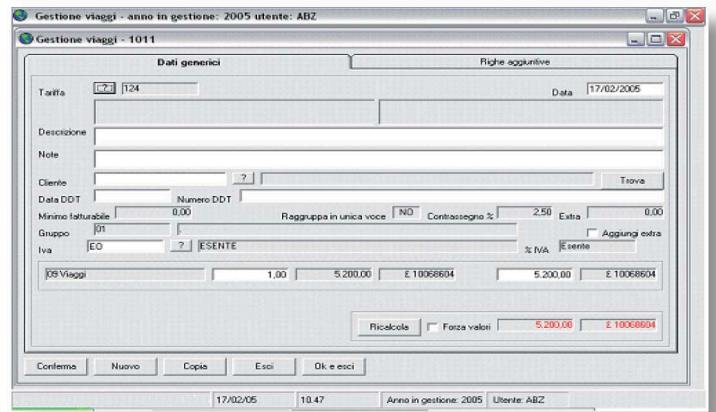 Gestione viaggi - anno in gestione: 2005 utente: ABZ
Gestione viaggi - 1011
Dati generici Righe aggiuntive
Tariffa ? 124 Data 17/02/2005
Descrizione
Note
Cliente ? Trova
Data DDT Numero DDT
Minimo fatturabile 0,00 Raggruppa in unica voce NO Contrassegno % 2,50 Extra 0,00
Gruppo 01 . Aggiungi extra
Iva EO ? ESENTE % IVA Esente
09 Viaggi 1,00 5.200,00 £ 10068604 5.200,00 £ 10068604
Ricalcola Forza valori 5.200,00 £ 10068604
Conferma Nuovo Copia Esci Ok e esci
17/02/05 10.47 Anno in gestione: 2005 Utente: ABZ